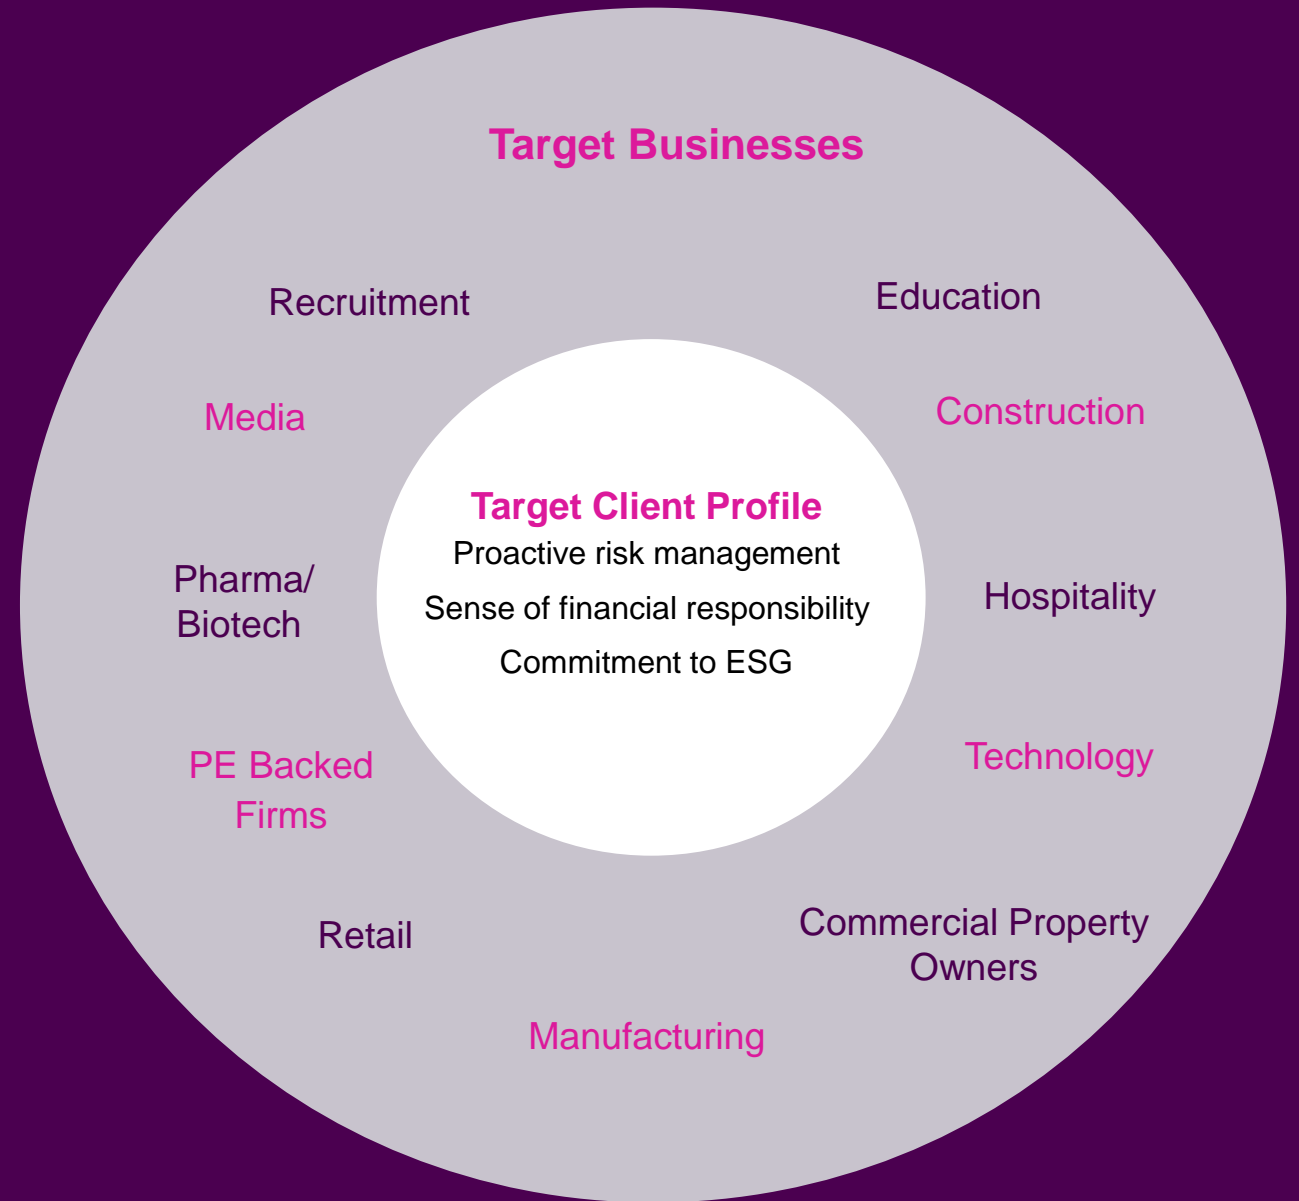 Target Businesses
Recruitment
Education
Media
Construction
Target Client Profile
Proactive risk management
Sense of financial responsibility
Commitment to ESG
Pharma/
Biotech
Hospitality
PE Backed
Firms
Technology
Retail
Commercial Property
Owners
Manufacturing